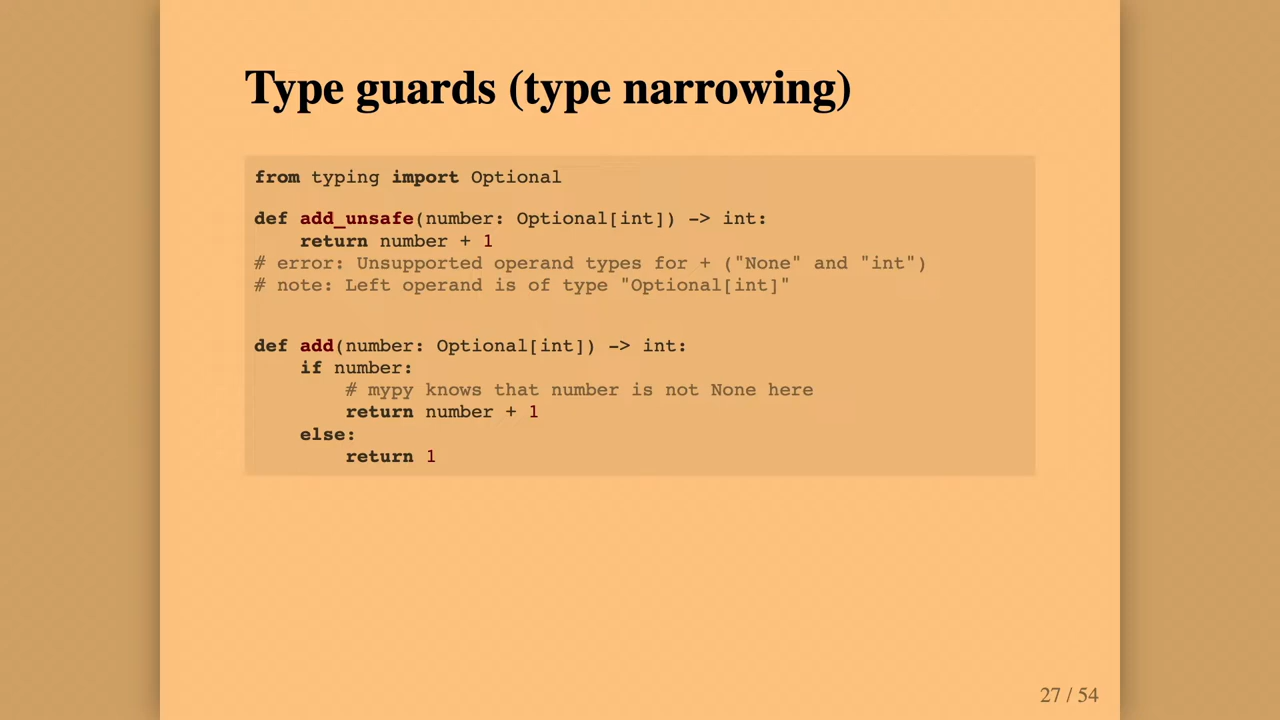 Type guards (type narrowing)
from typing import Optional
def add_unsafe(number: Optional[int]) -> int:
    return number + 1
# error: Unsupported operand types for + ("None" and "int")
# note: Left operand is of type "Optional[int]"
def add(number: Optional[int]) -> int:
    if number:
        # mypy knows that number is not None here
        return number + 1
    else:
        return 1
27 / 54